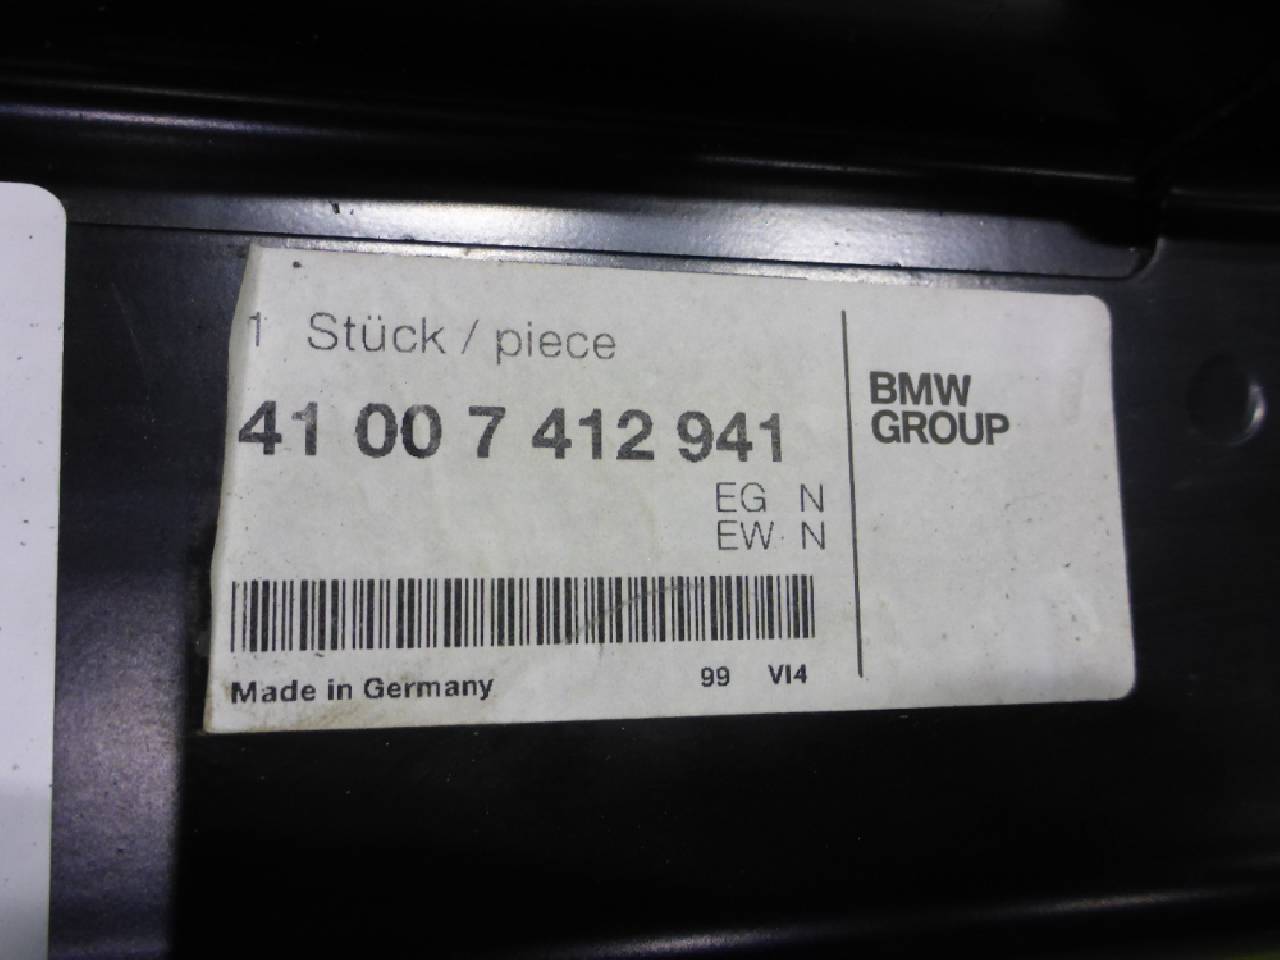 1 Stück / piece
41 00 7 412 941
EG N
EW N
Made in Germany 99 VI4
BMW
GROUP